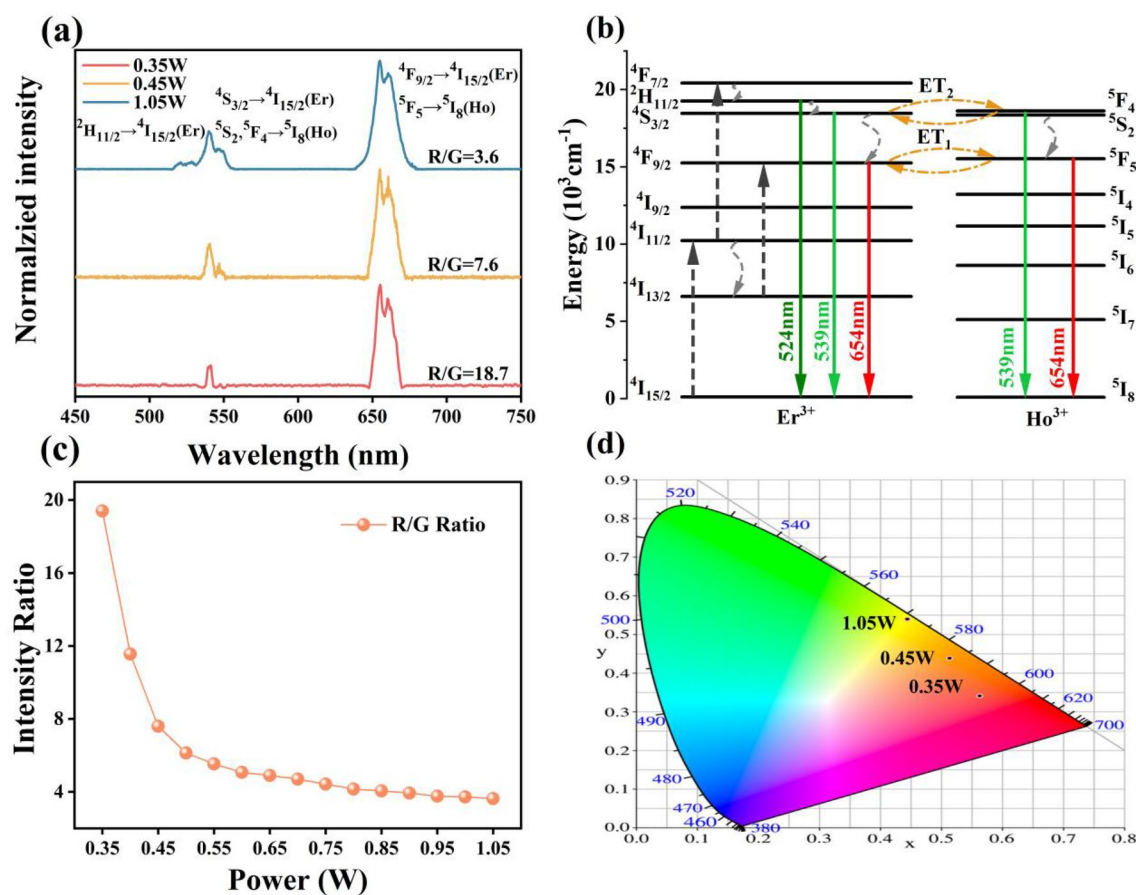 (a)
0.35W
0.45W
1.05W
⁴S₃/₂→⁴I₁₅/₂(Er)
²H₁₁/₂→⁴I₁₅/₂(Er)
⁵S₂,⁵F₄→⁵I₈(Ho)
⁴F₉/₂→⁴I₁₅/₂(Er)
⁵F₅→⁵I₈(Ho)
R/G=3.6
R/G=7.6
R/G=18.7
Normalzied intensity
450 500 550 600 650 700 750
Wavelength (nm)
(b)
Energy (10³cm⁻¹)
20
15
10
5
0
⁴F₇/₂
²H₁₁/₂
⁴S₃/₂
⁴F₉/₂
⁴I₉/₂
⁴I₁₁/₂
⁴I₁₃/₂
⁴I₁₅/₂
524nm
539nm
654nm
Er³⁺
ET₂
ET₁
⁵F₄
⁵S₂
⁵F₅
⁵I₄
⁵I₅
⁵I₆
⁵I₇
⁵I₈
539nm
654nm
Ho³⁺
(c)
Intensity Ratio
20
16
12
8
4
R/G Ratio
0.35 0.45 0.55 0.65 0.75 0.85 0.95 1.05
Power (W)
(d)
0.9
0.8
0.7
0.6
0.5
y
0.4
0.3
0.2
0.1
0.0
0.0 0.1 0.2 0.3 0.4 0.5 0.6 0.7 0.8
x
520
540
560
580
600
620
700
500
490
480
470
460
380
1.05W
0.45W
0.35W